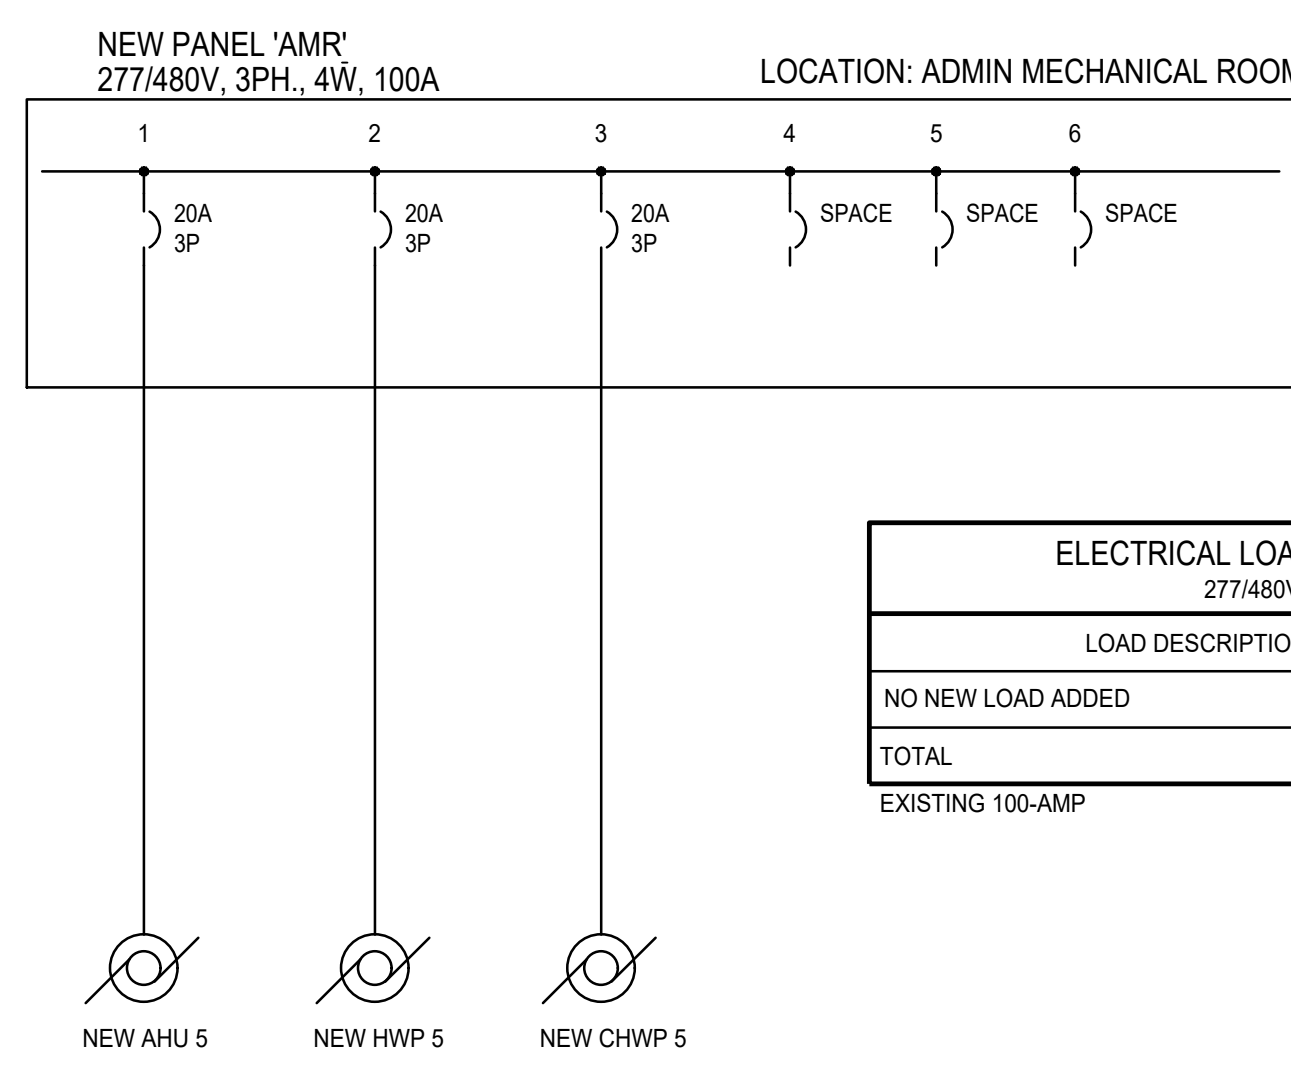 NEW PANEL 'AMR'
277/480V, 3PH., 4W, 100A
LOCATION: ADMIN MECHANICAL ROOM
1 2 3 4 5 6
20A 20A 20A SPACE SPACE SPACE
3P 3P 3P
ELECTRICAL LOA
277/480V
LOAD DESCRIPTIO
NO NEW LOAD ADDED
TOTAL
EXISTING 100-AMP
NEW AHU 5 NEW HWP 5 NEW CHWP 5